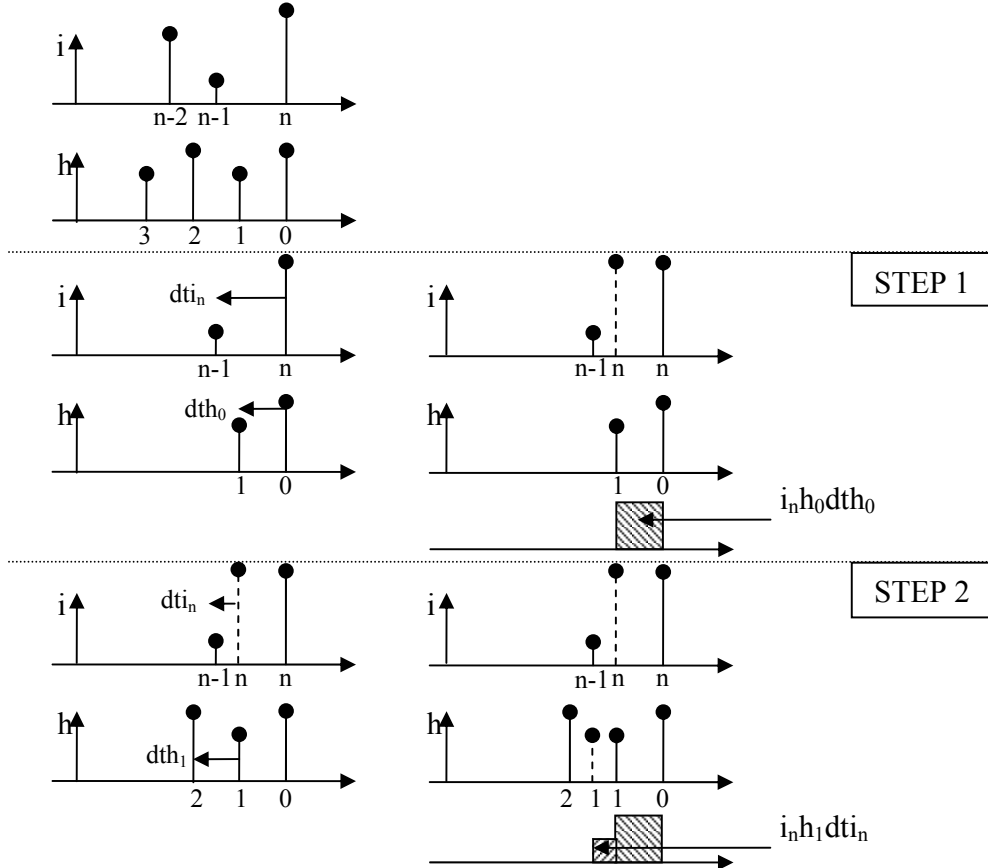 i
n-2 n-1 n
h
3 2 1 0
STEP 1
dti_n
i
i
n-1 n
n-1 n n
dth_0
h
h
1 0
1 0
i_nh_0dth_0
STEP 2
dti_n
i
i
n-1 n n
n-1 n n
h
h
dth_1
2 1 0
2 1 1 0
i_nh_1dti_n